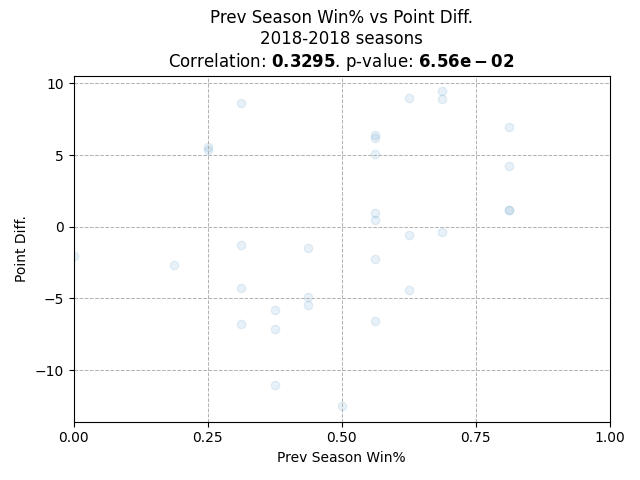 Prev Season Win% vs Point Diff.
2018-2018 seasons
Correlation: 0.3295. p-value: 6.56e − 02
10
5
0
−5
−10
Point Diff.
0.00 0.25 0.50 0.75 1.00
Prev Season Win%